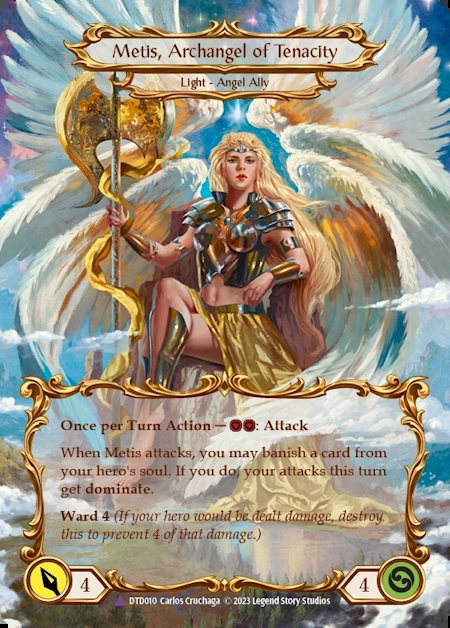 Metis, Archangel of Tenacity
Light - Angel Ally
Once per Turn Action — : Attack
When Metis attacks, you may banish a card from
your hero's soul. If you do, your attacks this turn
get dominate.
Ward 4 (If your hero would be dealt damage, destroy
this to prevent 4 of that damage.)
4
4
DTD010 Carlos Cruchaga © 2023 Legend Story Studios